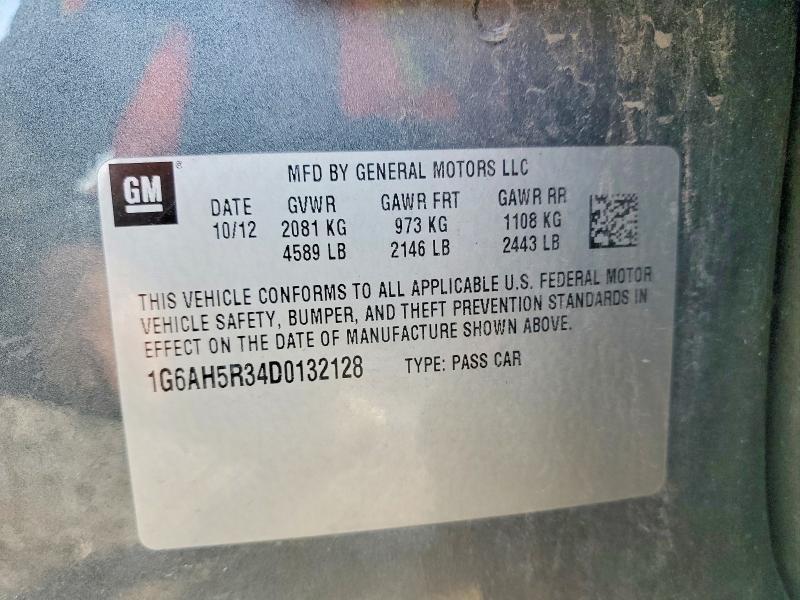 GM ®
MFD BY GENERAL MOTORS LLC
DATE GVWR GAWR FRT GAWR RR
10/12 2081 KG 973 KG 1108 KG
4589 LB 2146 LB 2443 LB
THIS VEHICLE CONFORMS TO ALL APPLICABLE U.S. FEDERAL MOTOR
VEHICLE SAFETY, BUMPER, AND THEFT PREVENTION STANDARDS IN
EFFECT ON THE DATE OF MANUFACTURE SHOWN ABOVE.
1G6AH5R34D0132128 TYPE: PASS CAR